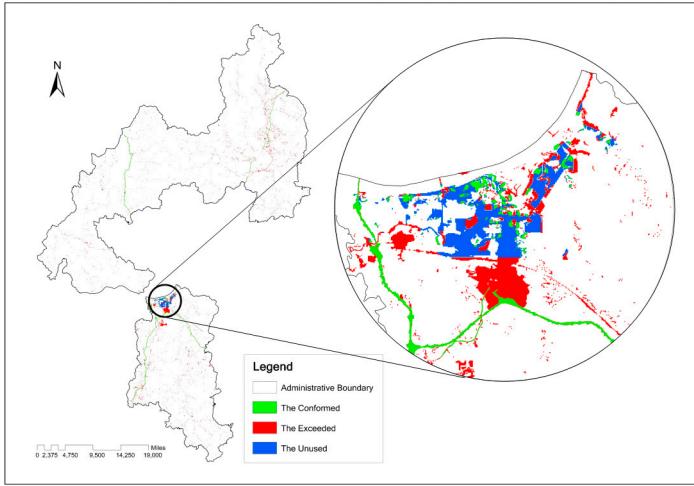 N
Legend
Administrative Boundary
The Conformed
The Exceeded
The Unused
Miles
0 2,375 4,750 9,500 14,250 19,000